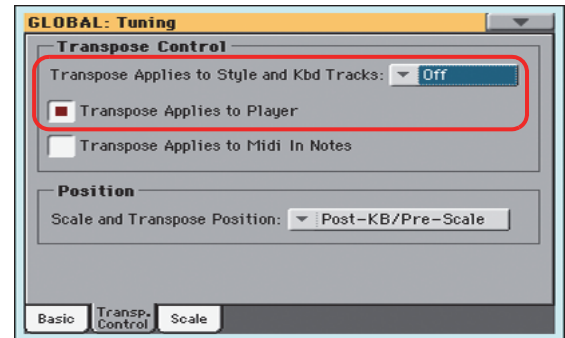 GLOBAL: Tuning
Transpose Control
Transpose Applies to Style and Kbd Tracks: Off
Transpose Applies to Player
Transpose Applies to Midi In Notes
Position
Scale and Transpose Position: Post-KB/Pre-Scale
Basic Transp. Control Scale